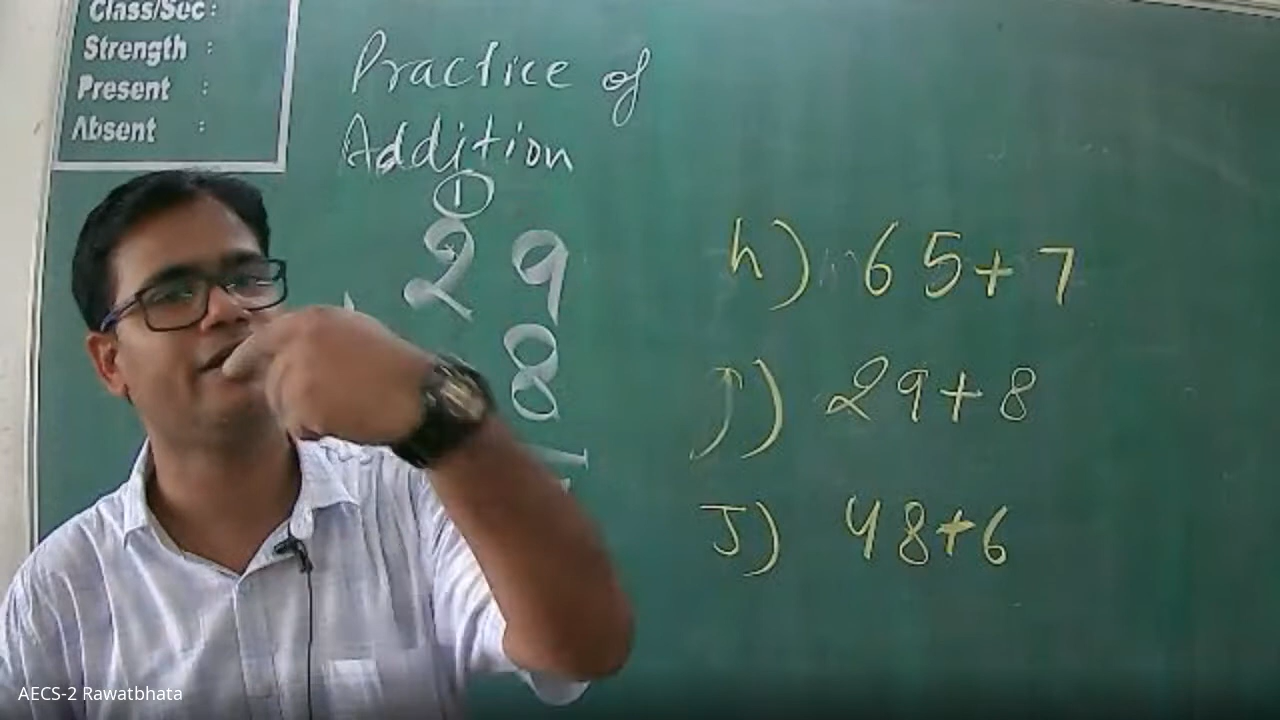 Class/Sec :
Strength :
Present :
Absent :
Practice of
Addition
1
29
8
h) 65+7
j) 29+8
J) 48+6
AECS-2 Rawatbhata